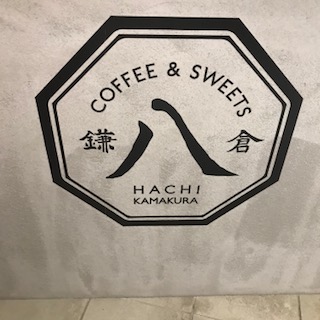 COFFEE & SWEETS
鎌 八 倉
HACHI
KAMAKURA